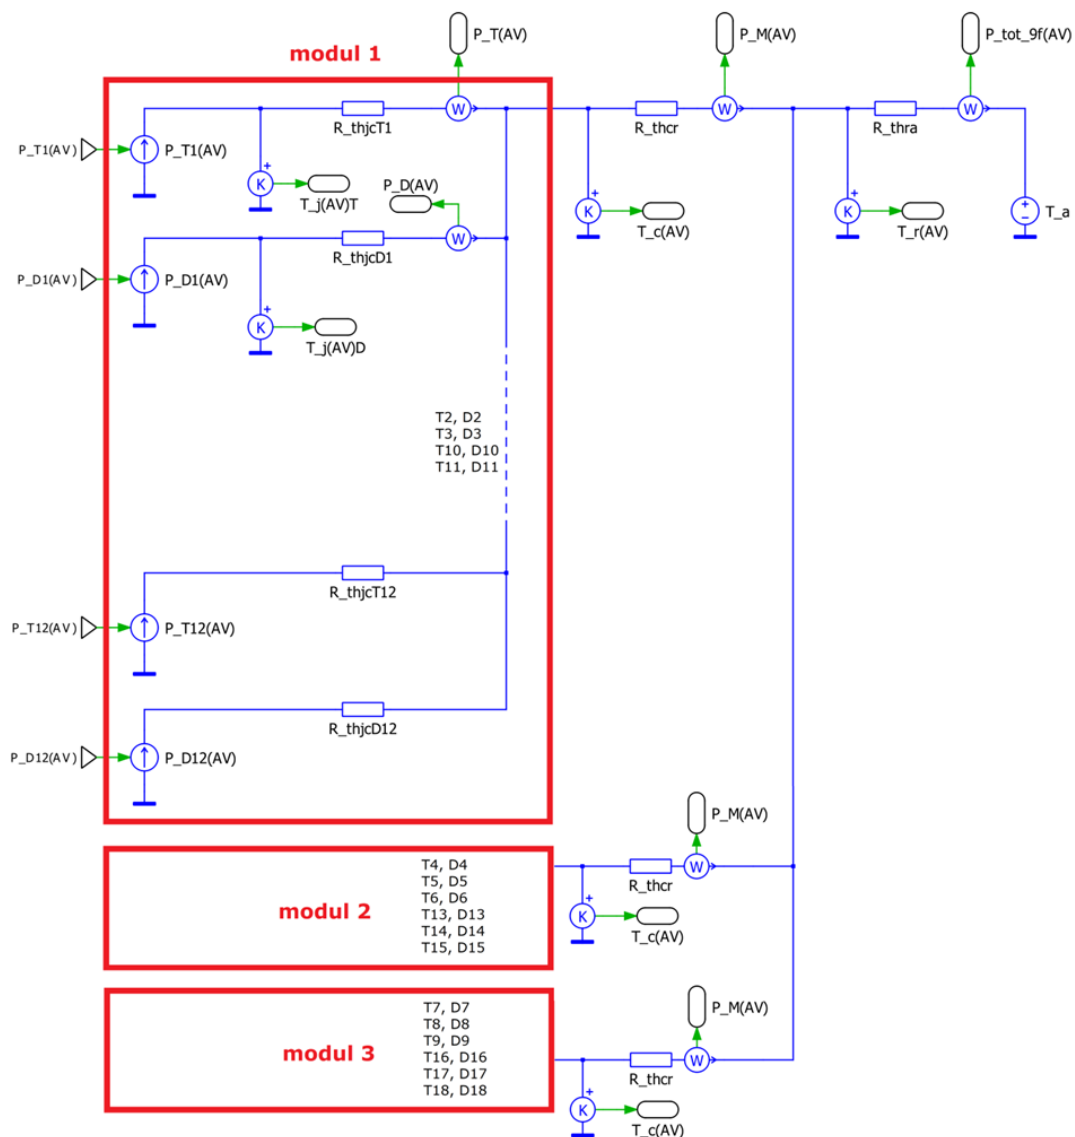 modul 1
P_T(AV)
P_M(AV)
P_tot_9f(AV)
W
W
W
R_thjcT1
R_thcr
R_thra
P_T1(AV)
P_T1(AV)
+
K
T_j(AV)T
P_D(AV)
+
K
T_c(AV)
+
K
T_r(AV)
+
−
T_a
W
R_thjcD1
P_D1(AV)
P_D1(AV)
+
K
T_j(AV)D
T2, D2
T3, D3
T10, D10
T11, D11
R_thjcT12
P_T12(AV)
P_T12(AV)
R_thjcD12
P_D12(AV)
P_D12(AV)
P_M(AV)
modul 2
T4, D4
T5, D5
T6, D6
T13, D13
T14, D14
T15, D15
W
R_thcr
+
K
T_c(AV)
P_M(AV)
modul 3
T7, D7
T8, D8
T9, D9
T16, D16
T17, D17
T18, D18
W
R_thcr
+
K
T_c(AV)